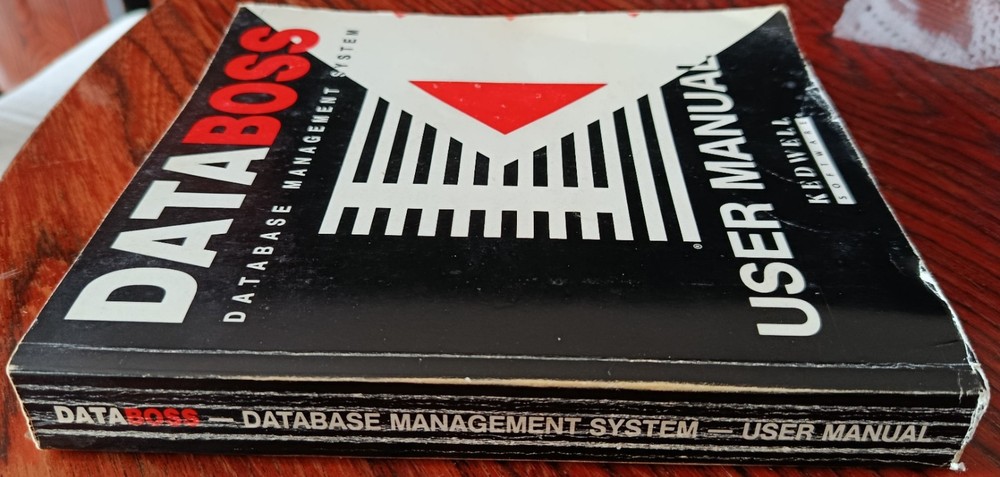 DATABOSS
DATABASE MANAGEMENT SYSTEM
®
USER MANUAL
KEDWELL
SOFTWARE
DATABOSS — DATABASE MANAGEMENT SYSTEM — USER MANUAL